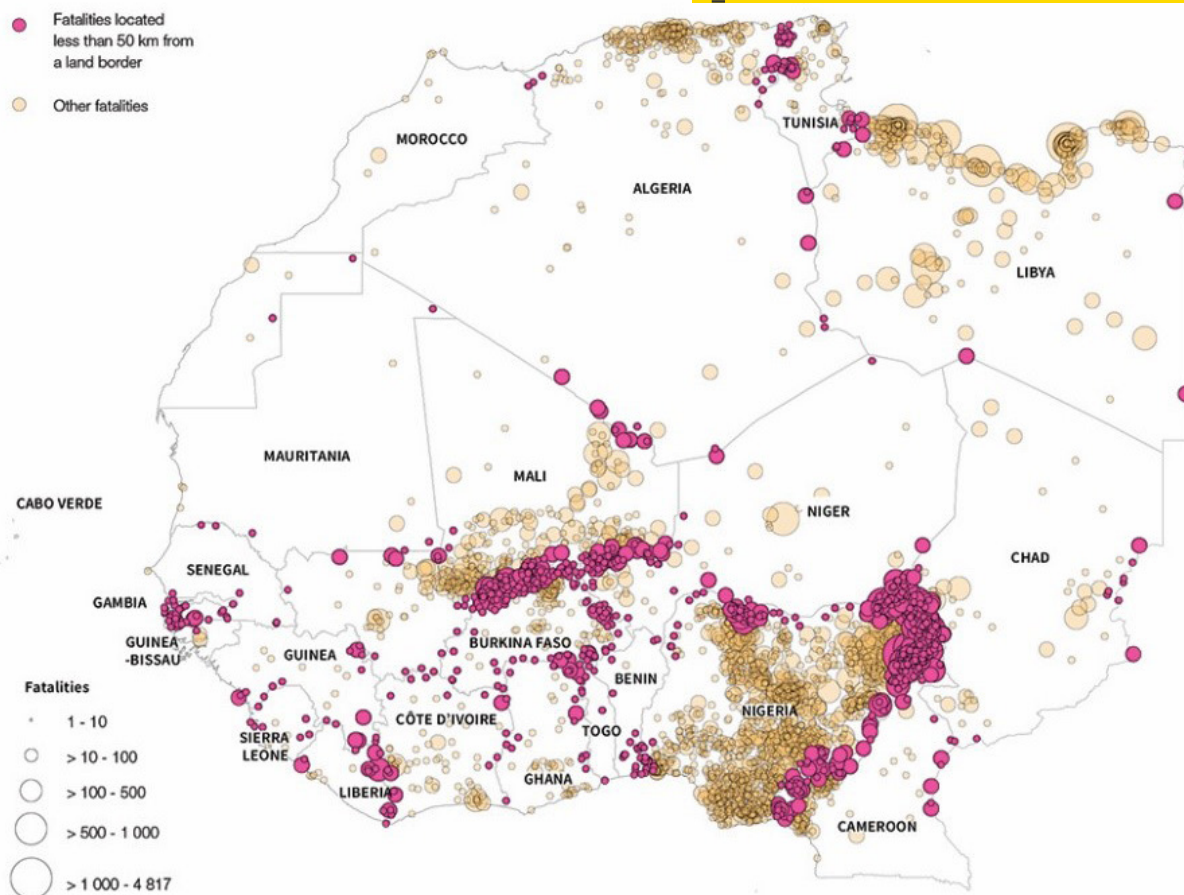 Fatalities located
less than 50 km from
a land border
Other fatalities
MOROCCO
TUNISIA
ALGERIA
LIBYA
MAURITANIA
MALI
CABO VERDE
NIGER
CHAD
SENEGAL
GAMBIA
GUINEA
-BISSAU
GUINEA
BURKINA FASO
BENIN
NIGERIA
CÔTE D'IVOIRE
TOGO
SIERRA
LEONE
GHANA
LIBERIA
CAMEROON
Fatalities
1 - 10
> 10 - 100
> 100 - 500
> 500 - 1 000
> 1 000 - 4 817